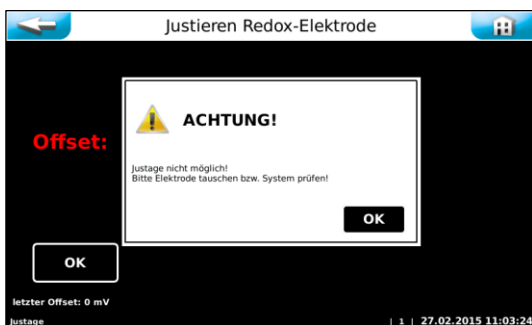 Justieren Redox-Elektrode
ACHTUNG!
Offset:
Justage nicht möglich!
Bitte Elektrode tauschen bzw. System prüfen!
OK
OK
letzter Offset: 0 mV
Justage | 1 | 27.02.2015 11:03:24